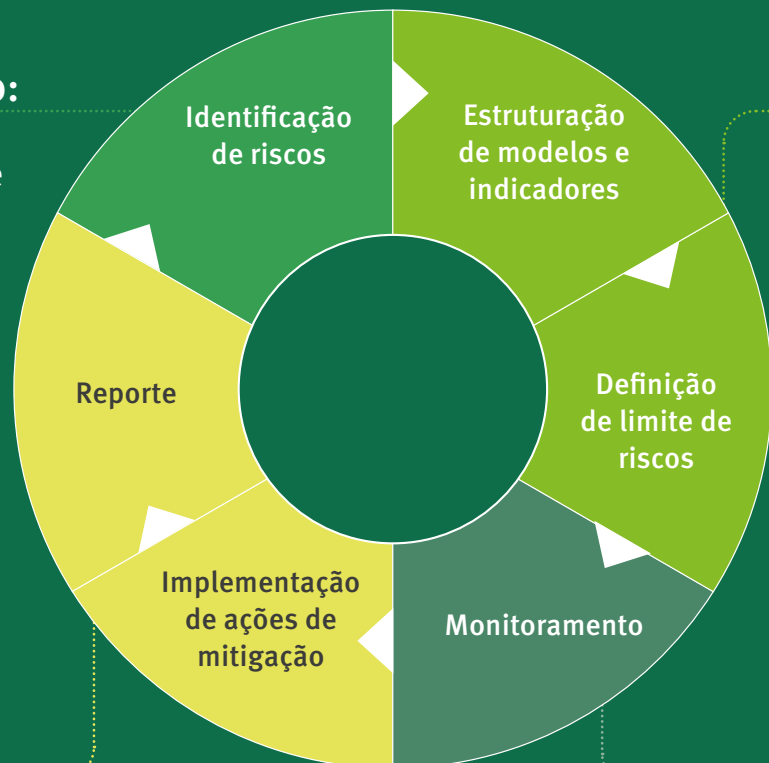 Identificação
de riscos
Estruturação
de modelos e
indicadores
Definição
de limite de
riscos
Monitoramento
Implementação
de ações de
mitigação
Reporte